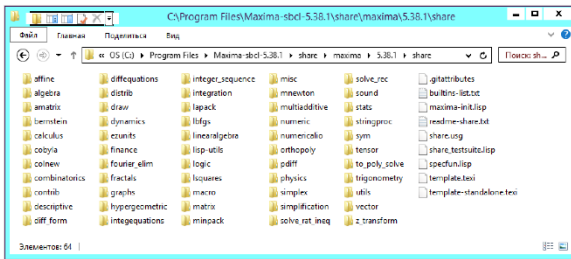 C:\Program Files\Maxima-sbcl-5.38.1\share\maxima\5.38.1\share
Файл Главная Поделиться Вид
« OS (C:) ▸ Program Files ▸ Maxima-sbcl-5.38.1 ▸ share ▸ maxima ▸ 5.38.1 ▸ share
Поиск: sh...
affine
algebra
amatrix
bernstein
calculus
cobyla
colnew
combinatorics
contrib
descriptive
diff_form
diffequations
distrib
draw
dynamics
ezunits
finance
fourier_elim
fractals
graphs
hypergeometric
integequations
integer_sequence
integration
lapack
lbfgs
linearalgebra
lisp-utils
logic
lsquares
macro
matrix
minpack
misc
mnewton
multiadditive
numeric
numericalio
orthopoly
pdiff
physics
simplex
simplification
solve_rat_ineq
solve_rec
sound
stats
stringproc
sym
tensor
to_poly_solve
trigonometry
utils
vector
z_transform
.gitattributes
builtins-list.txt
maxima-init.lisp
readme-share.txt
share.usg
share_testsuite.lisp
specfun.lisp
template.texi
template-standalone.texi
Элементов: 64